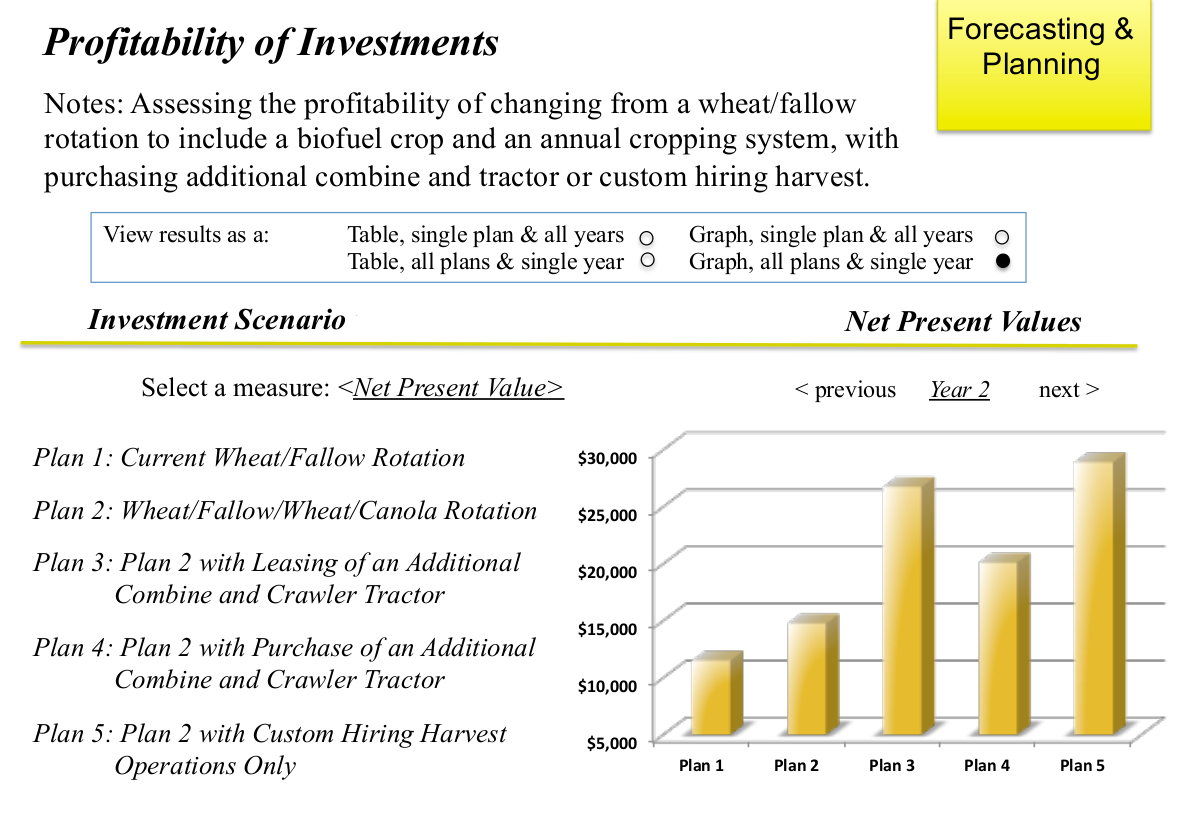 Profitability of Investments
Forecasting &
Planning
Notes: Assessing the profitability of changing from a wheat/fallow
rotation to include a biofuel crop and an annual cropping system, with
purchasing additional combine and tractor or custom hiring harvest.
View results as a:
Table, single plan & all years
Graph, single plan & all years
Table, all plans & single year
Graph, all plans & single year
Investment Scenario
Net Present Values
Select a measure: <Net Present Value>
< previous Year 2 next >
Plan 1: Current Wheat/Fallow Rotation
Plan 2: Wheat/Fallow/Wheat/Canola Rotation
Plan 3: Plan 2 with Leasing of an Additional
Combine and Crawler Tractor
Plan 4: Plan 2 with Purchase of an Additional
Combine and Crawler Tractor
Plan 5: Plan 2 with Custom Hiring Harvest
Operations Only
$30,000
$25,000
$20,000
$15,000
$10,000
$5,000
Plan 1 Plan 2 Plan 3 Plan 4 Plan 5